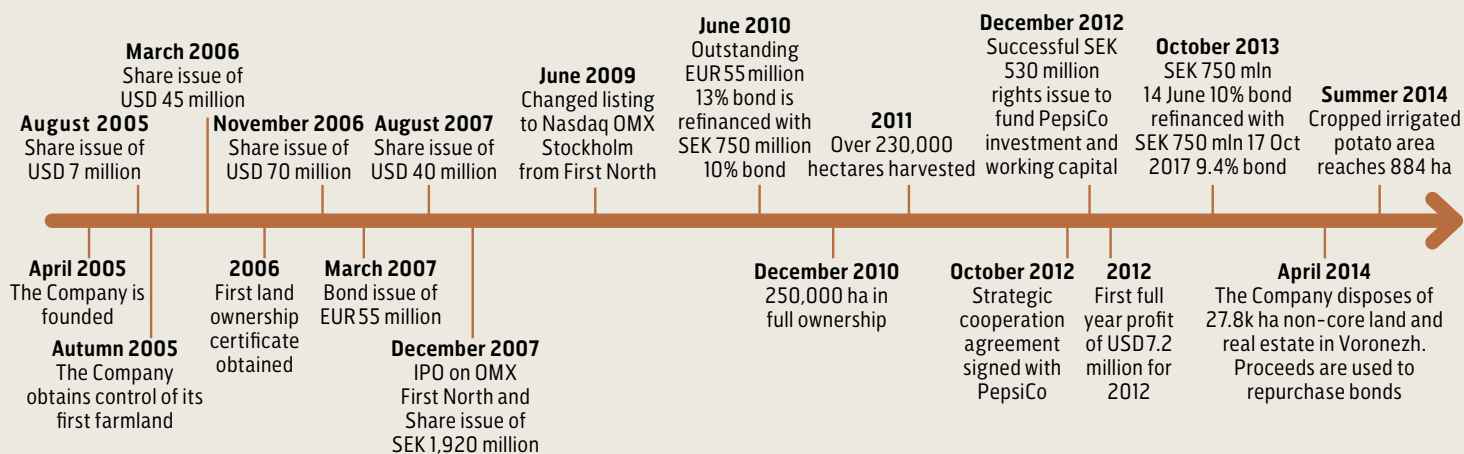 August 2005
Share issue of
USD 7 million
March 2006
Share issue of
USD 45 million
November 2006
Share issue of
USD 70 million
August 2007
Share issue of
USD 40 million
June 2009
Changed listing
to Nasdaq OMX
Stockholm
from First North
June 2010
Outstanding
EUR 55 million
13% bond is
refinanced with
SEK 750 million
10% bond
2011
Over 230,000
hectares harvested
December 2012
Successful SEK
530 million
rights issue to
fund PepsiCo
investment and
working capital
October 2013
SEK 750 mln
14 June 10% bond
refinanced with
SEK 750 mln 17 Oct
2017 9.4% bond
Summer 2014
Cropped irrigated
potato area
reaches 884 ha
April 2005
The Company is
founded
Autumn 2005
The Company
obtains control of its
first farmland
2006
First land
ownership
certificate
obtained
March 2007
Bond issue of
EUR 55 million
December 2007
IPO on OMX
First North and
Share issue of
SEK 1,920 million
December 2010
250,000 ha in
full ownership
October 2012
Strategic
cooperation
agreement
signed with
PepsiCo
2012
First full
year profit
of USD 7.2
million for
2012
April 2014
The Company disposes of
27.8k ha non-core land and
real estate in Voronezh.
Proceeds are used to
repurchase bonds